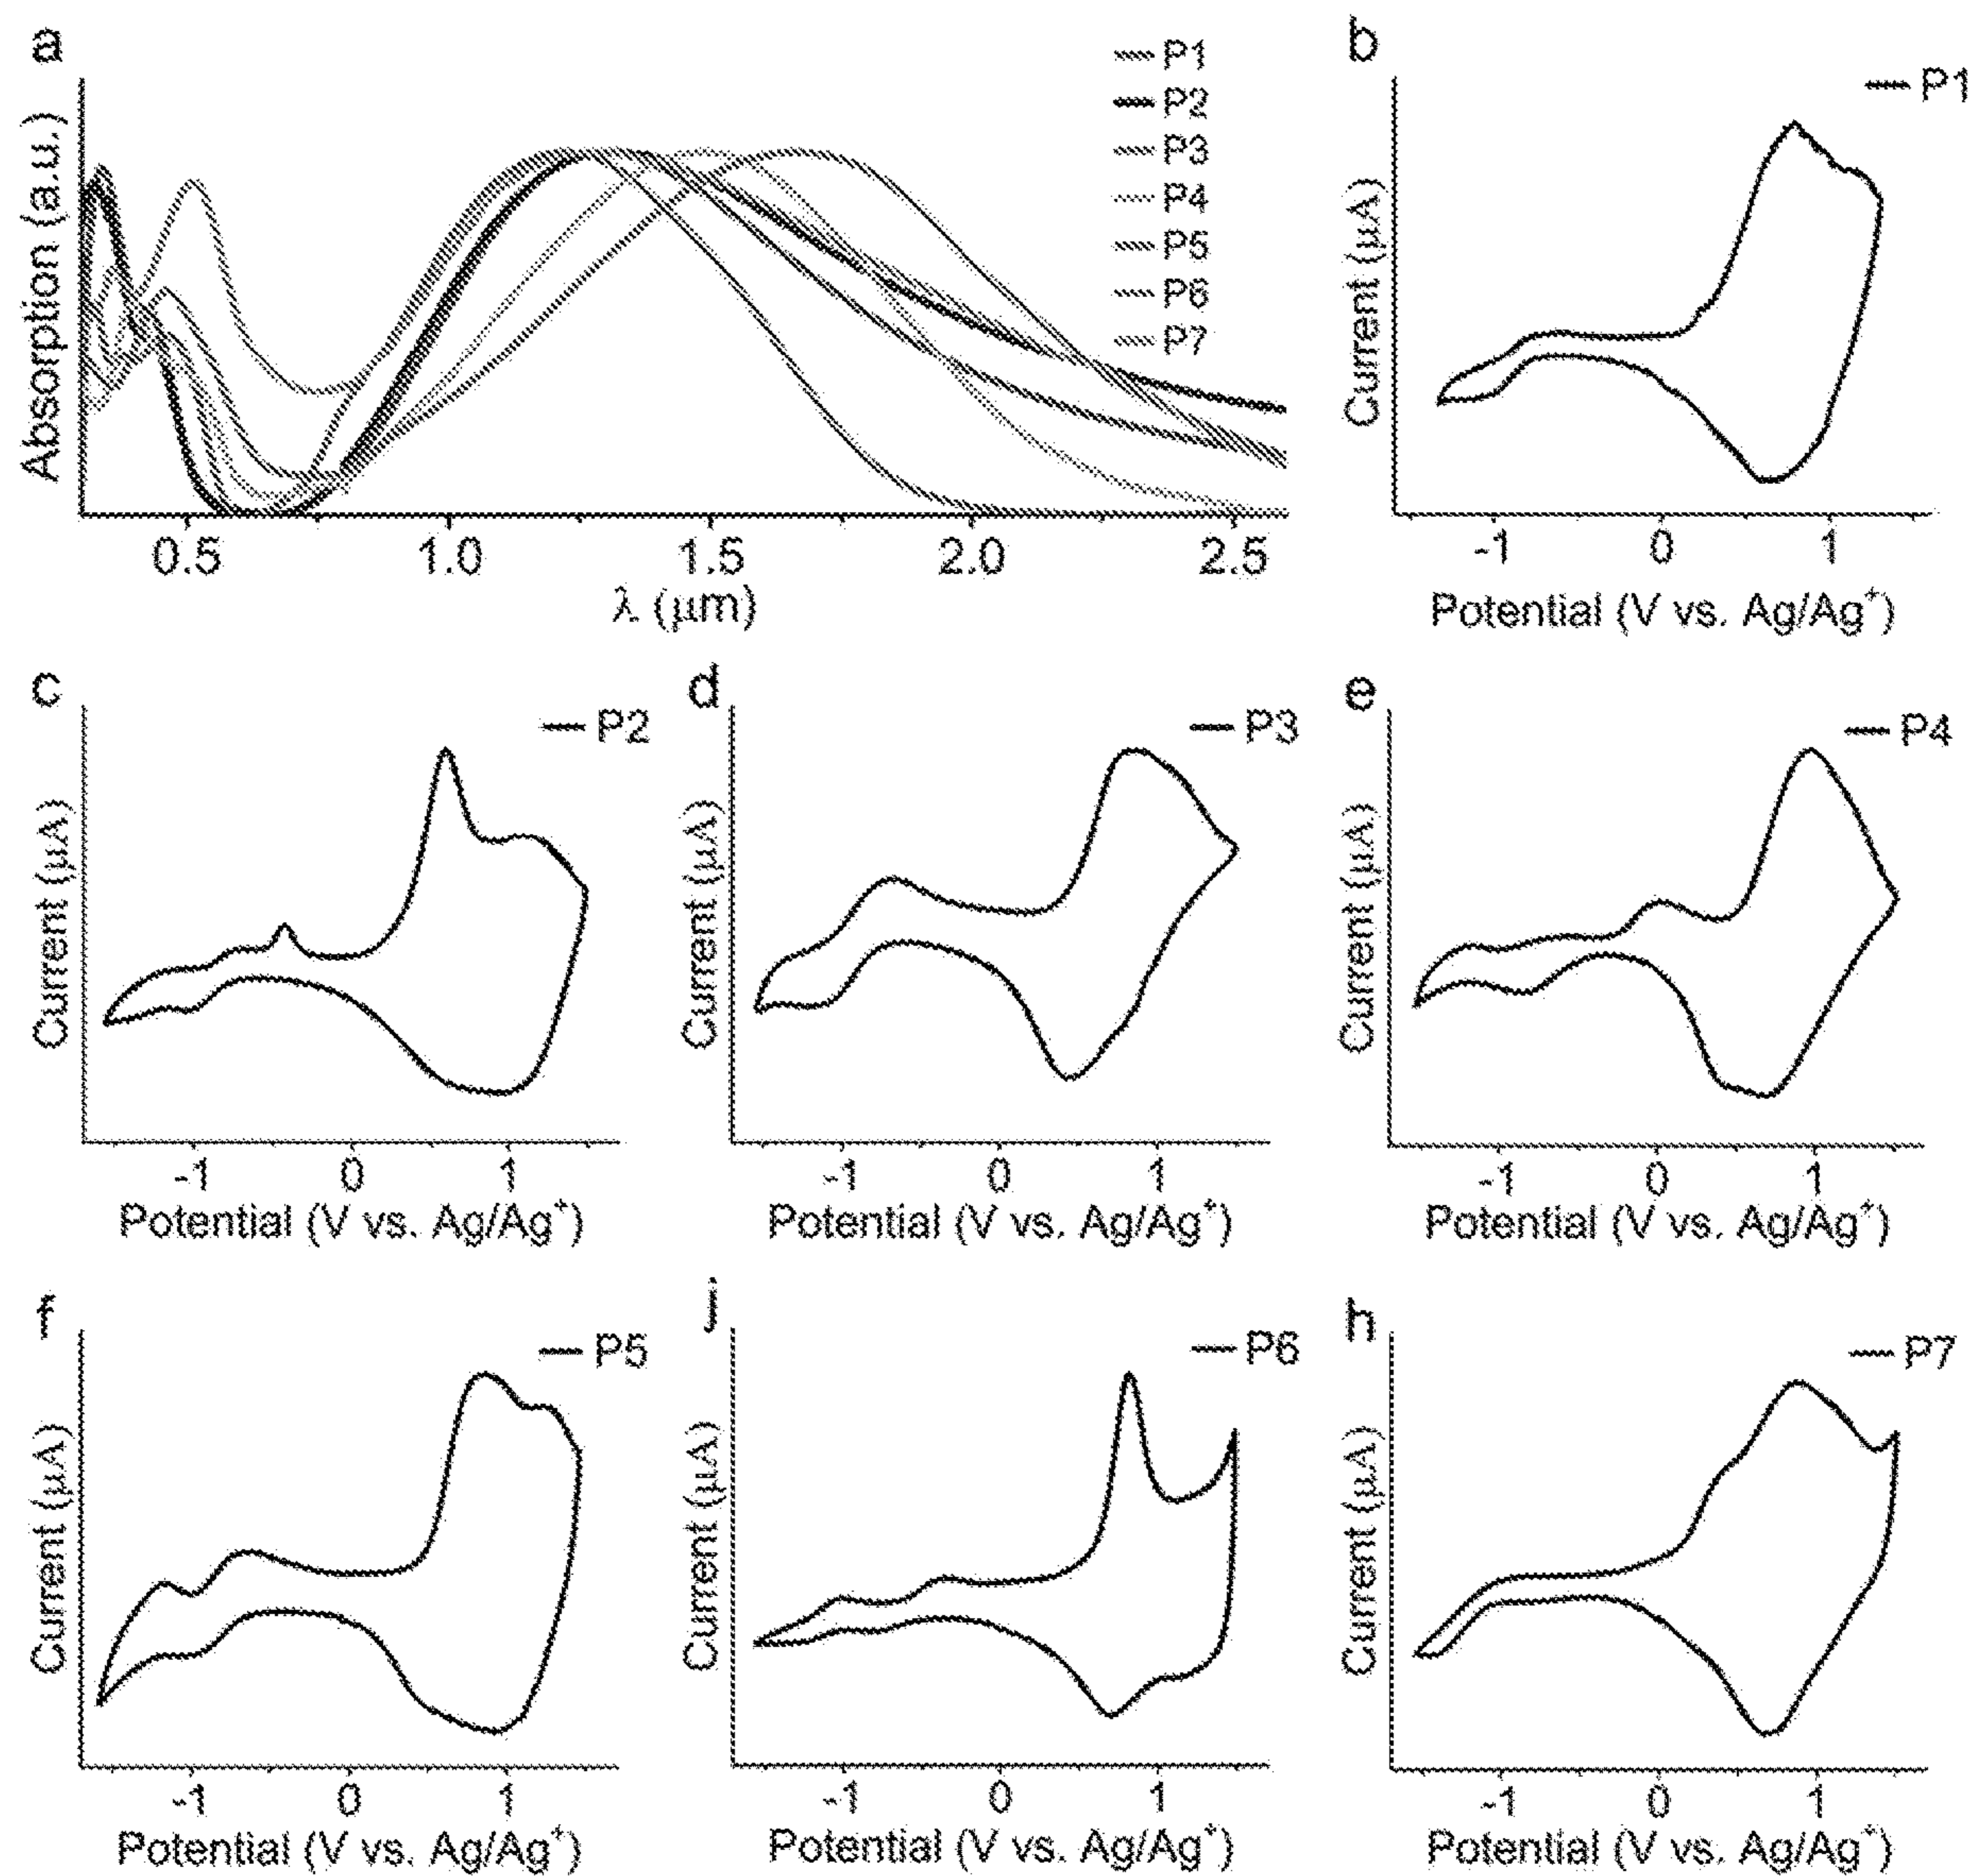 a
P1
P2
P3
P4
P5
P6
P7
Absorption (a.u.)
0.5 1.0 1.5 2.0 2.5
λ (μm)
b
P1
Current (μA)
-1 0 1
Potential (V vs. Ag/Ag⁺)
c
P2
Current (μA)
-1 0 1
Potential (V vs. Ag/Ag⁺)
d
P3
Current (μA)
-1 0 1
Potential (V vs. Ag/Ag⁺)
e
P4
Current (μA)
-1 0 1
Potential (V vs. Ag/Ag⁺)
f
P5
Current (μA)
-1 0 1
Potential (V vs. Ag/Ag⁺)
j
P6
Current (μA)
-1 0 1
Potential (V vs. Ag/Ag⁺)
h
P7
Current (μA)
-1 0 1
Potential (V vs. Ag/Ag⁺)